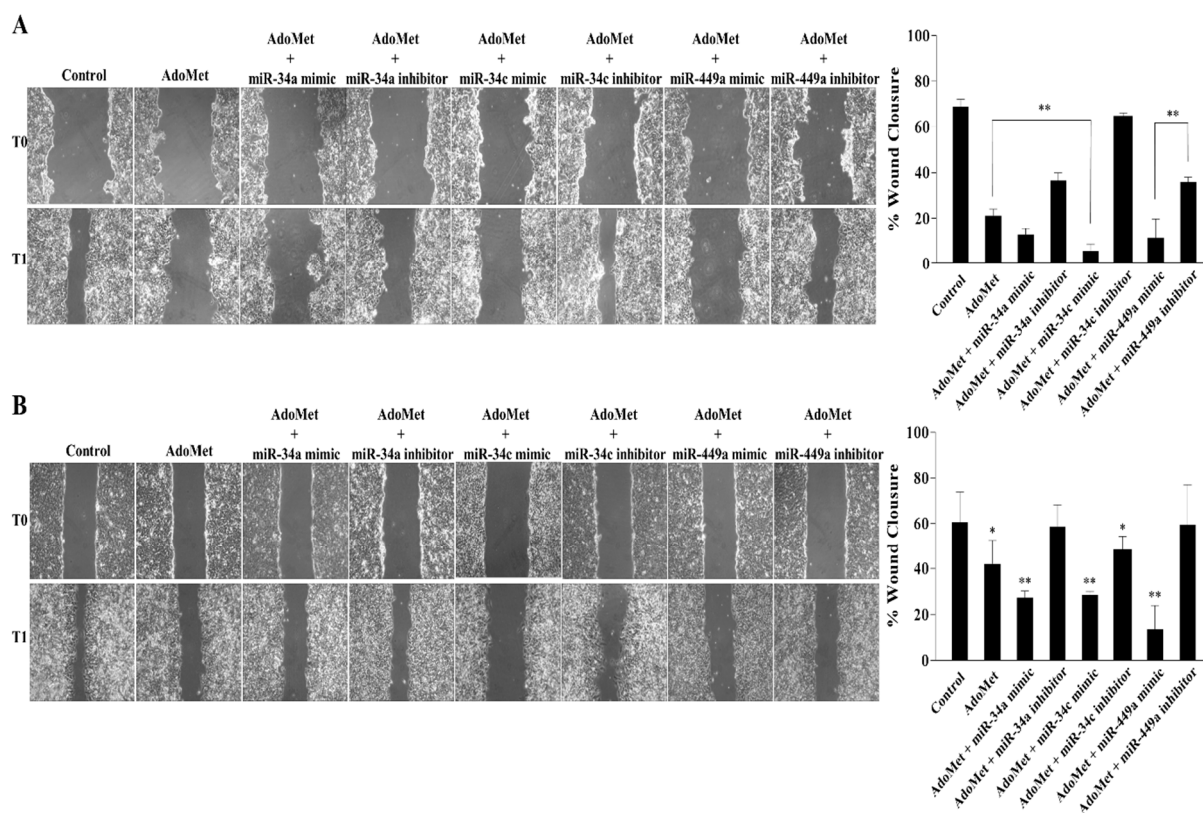 A
Control
AdoMet
AdoMet
+
miR-34a mimic
AdoMet
+
miR-34a inhibitor
AdoMet
+
miR-34c mimic
AdoMet
+
miR-34c inhibitor
AdoMet
+
miR-449a mimic
AdoMet
+
miR-449a inhibitor
T0
T1
% Wound Clousure
100
80
60
40
20
0
**
**
Control
AdoMet
AdoMet + miR-34a mimic
AdoMet + miR-34a inhibitor
AdoMet + miR-34c mimic
AdoMet + miR-34c inhibitor
AdoMet + miR-449a mimic
AdoMet + miR-449a inhibitor
B
Control
AdoMet
AdoMet
+
miR-34a mimic
AdoMet
+
miR-34a inhibitor
AdoMet
+
miR-34c mimic
AdoMet
+
miR-34c inhibitor
AdoMet
+
miR-449a mimic
AdoMet
+
miR-449a inhibitor
T0
T1
% Wound Clousure
100
80
60
40
20
0
*
**
**
*
**
Control
AdoMet
AdoMet + miR-34a mimic
AdoMet + miR-34a inhibitor
AdoMet + miR-34c mimic
AdoMet + miR-34c inhibitor
AdoMet + miR-449a mimic
AdoMet + miR-449a inhibitor